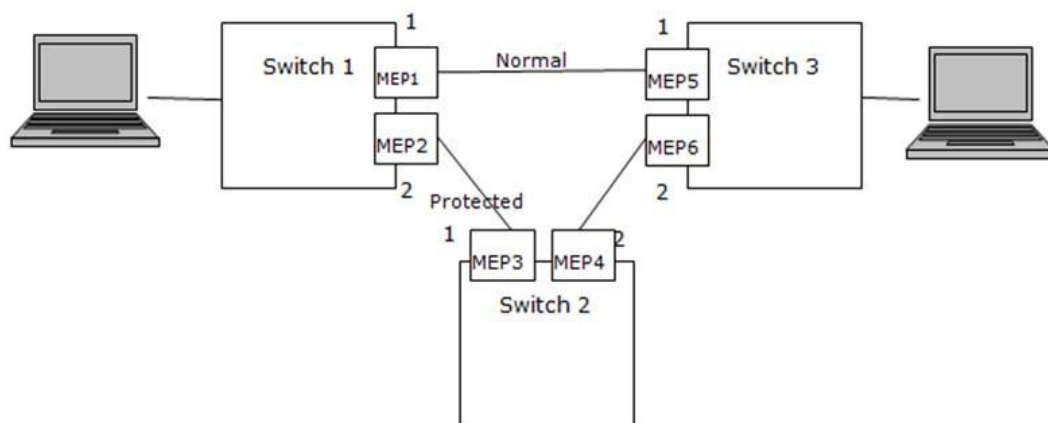 1
1
Switch 1
Normal
Switch 3
MEP1
MEP5
MEP2
MEP6
2
2
Protected
1
2
MEP3
MEP4
Switch 2